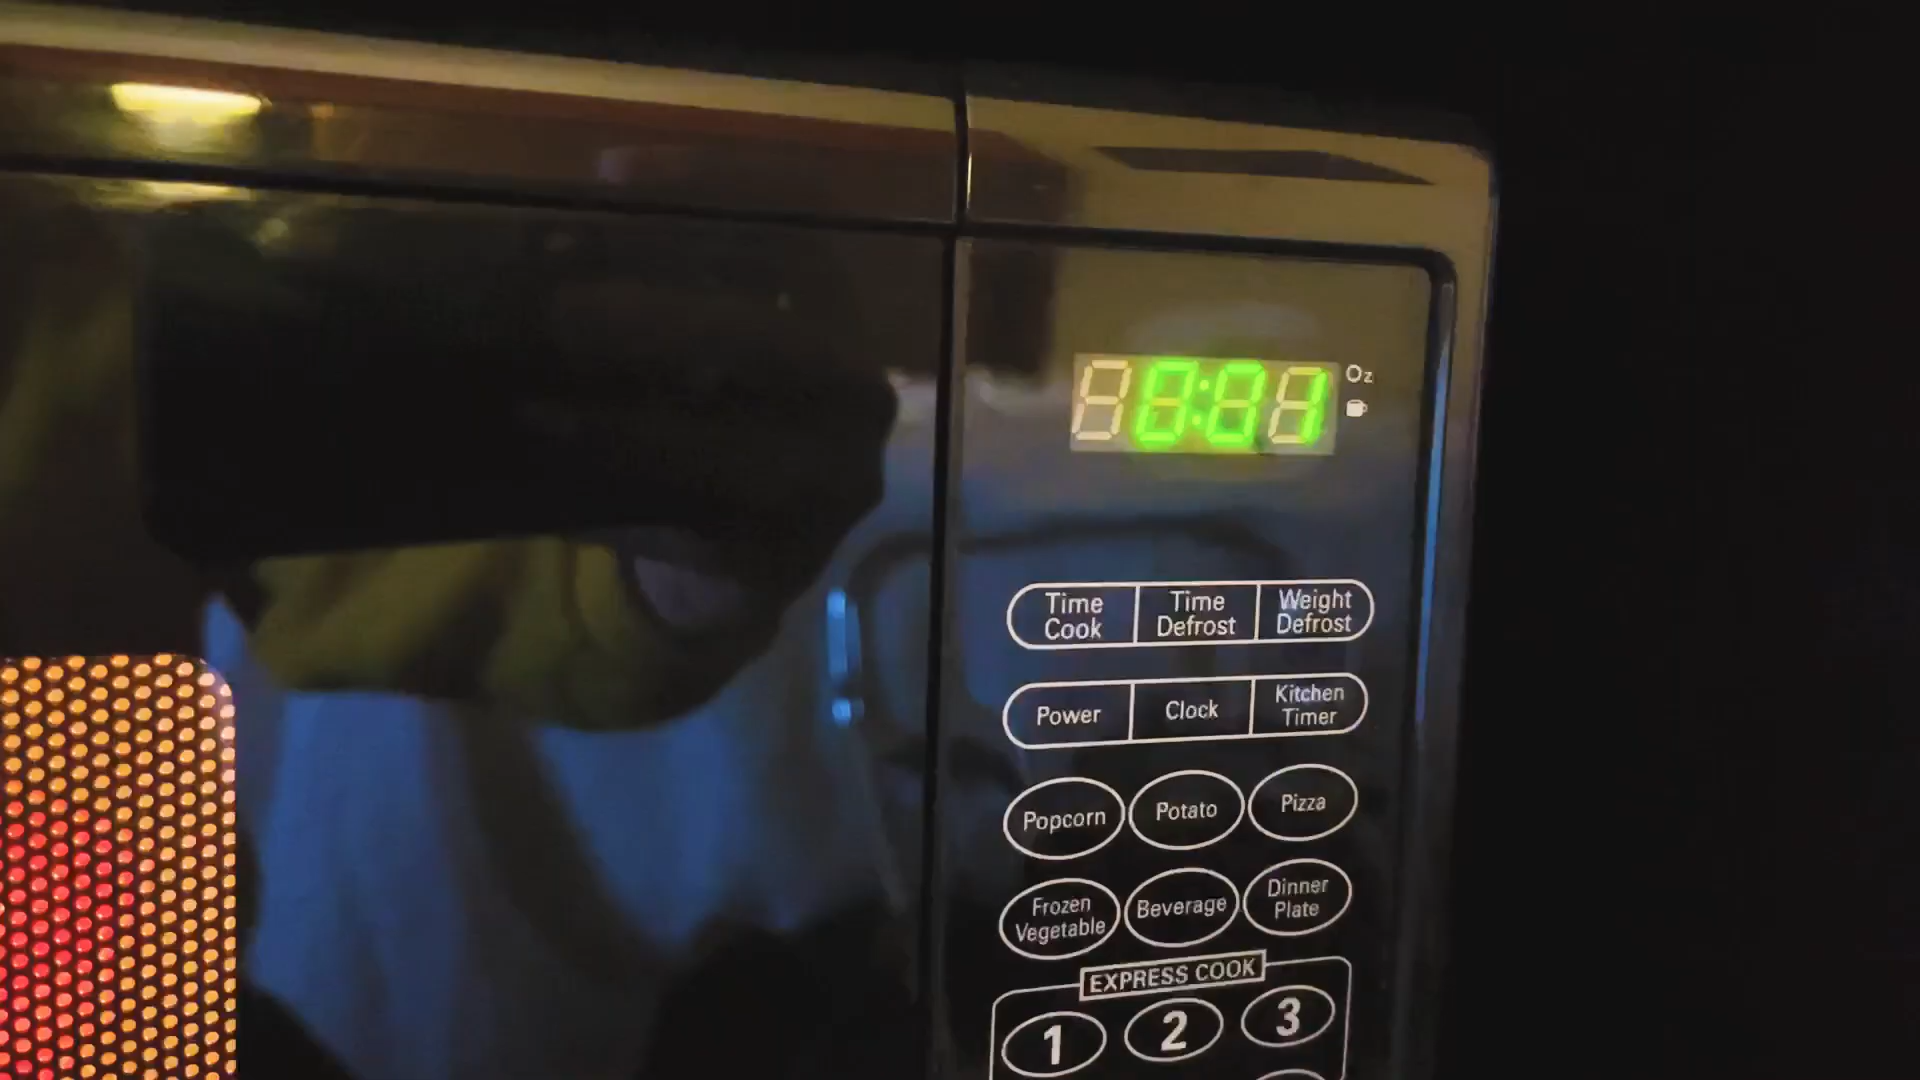 0:01
Oz
Time
Cook
Time
Defrost
Weight
Defrost
Power
Clock
Kitchen
Timer
Popcorn
Potato
Pizza
Frozen
Vegetable
Beverage
Dinner
Plate
EXPRESS COOK
1
2
3